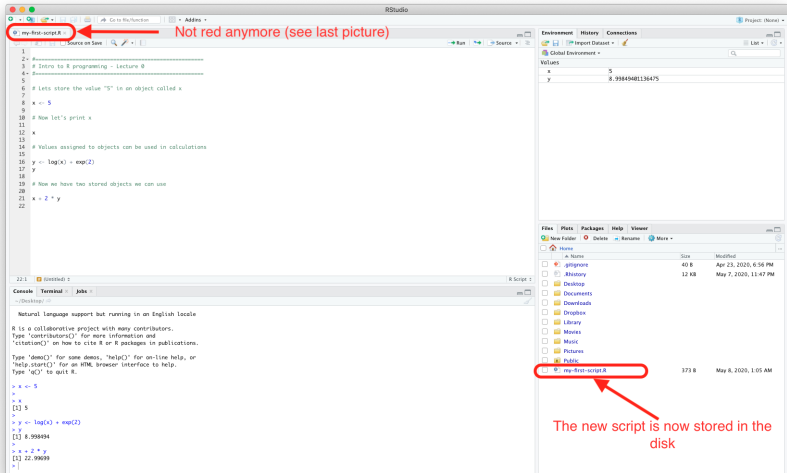 RStudio
Go to file/function
Addins
Project: (None)
my-first-script.R
Not red anymore (see last picture)
Source on Save
Run
Source
1
2 #====================================================
3 # Intro to R programming - Lecture 0
4 #====================================================
5
6 # Lets store the value "5" in an object called x
7
8 x <- 5
9
10 # Now let's print x
11
12 x
13
14 # Values assigned to objects can be used in calculations
15
16 y <- log(x) + exp(2)
17 y
18
19 # Now we have two stored objects we can use
20
21 x + 2 * y
22
22:1 (Untitled) R Script
Console Terminal Jobs
~/Desktop/
Natural language support but running in an English locale
R is a collaborative project with many contributors.
Type 'contributors()' for more information and
'citation()' on how to cite R or R packages in publications.
Type 'demo()' for some demos, 'help()' for on-line help, or
'help.start()' for an HTML browser interface to help.
Type 'q()' to quit R.
> x <- 5
>
> x
[1] 5
>
> y <- log(x) + exp(2)
> y
[1] 8.998494
>
> x + 2 * y
[1] 22.99699
>
Environment History Connections
Import Dataset
List
Global Environment
Values
x 5
y 8.99849401136475
Files Plots Packages Help Viewer
New Folder Delete Rename More
Home
Name Size Modified
.gitignore 40 B Apr 23, 2020, 6:56 PM
.Rhistory 12 KB May 7, 2020, 11:47 PM
Desktop
Documents
Downloads
Dropbox
Library
Movies
Music
Pictures
Public
my-first-script.R 373 B May 8, 2020, 1:05 AM
The new script is now stored in the
disk